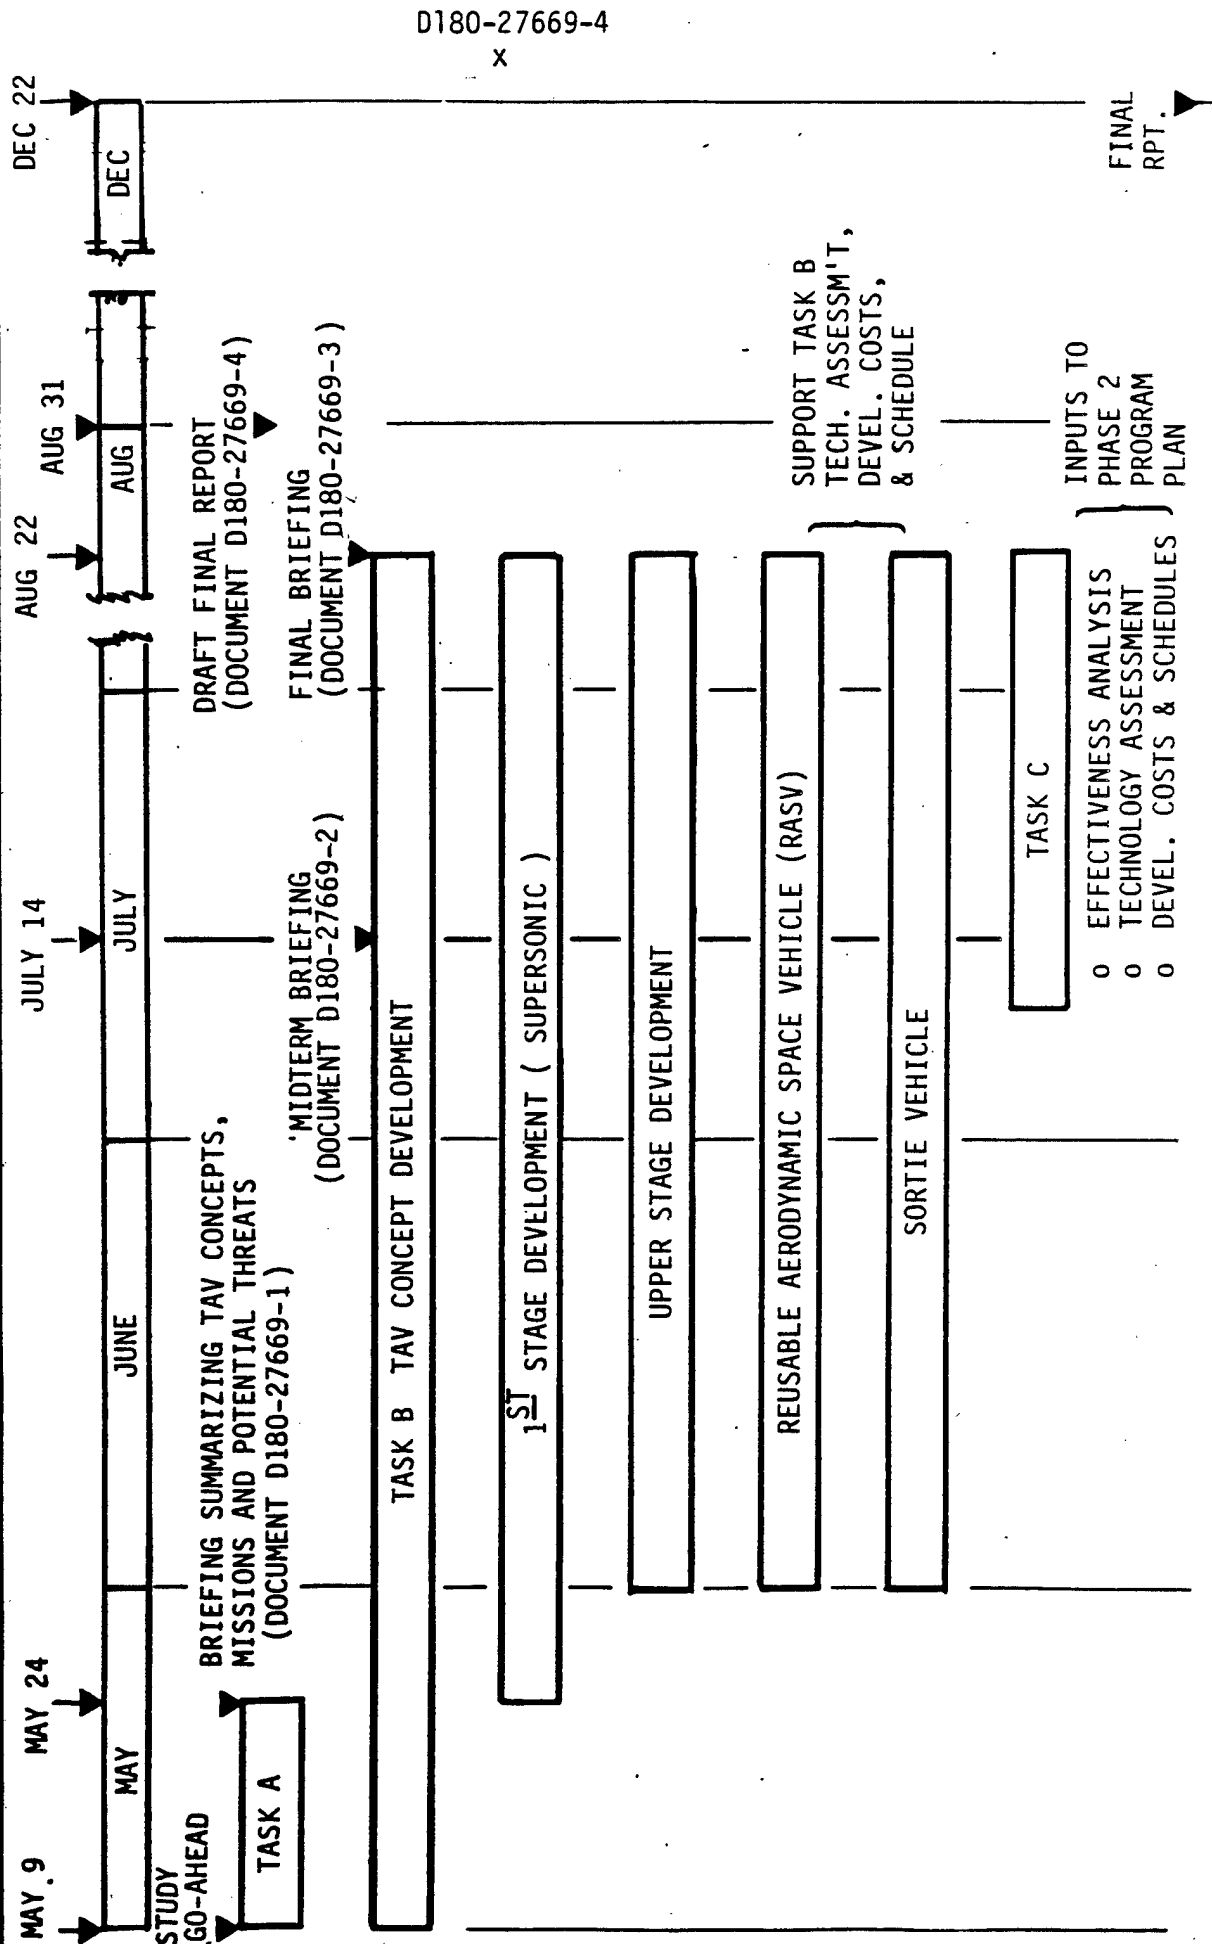 D180-27669-4
x
MAY 9
MAY 24
JULY 14
AUG 22
AUG 31
DEC 22
MAY
JUNE
JULY
AUG
DEC
STUDY
GO-AHEAD
TASK A
BRIEFING SUMMARIZING TAV CONCEPTS,
MISSIONS AND POTENTIAL THREATS
(DOCUMENT D180-27669-1)
MIDTERM BRIEFING
(DOCUMENT D180-27669-2)
DRAFT FINAL REPORT
(DOCUMENT D180-27669-4)
FINAL BRIEFING
(DOCUMENT D180-27669-3)
TASK B TAV CONCEPT DEVELOPMENT
1ST STAGE DEVELOPMENT ( SUPERSONIC )
UPPER STAGE DEVELOPMENT
REUSABLE AERODYNAMIC SPACE VEHICLE (RASV)
SORTIE VEHICLE
SUPPORT TASK B
TECH. ASSESSM'T,
DEVEL. COSTS,
& SCHEDULE
TASK C
o EFFECTIVENESS ANALYSIS
o TECHNOLOGY ASSESSMENT
o DEVEL. COSTS & SCHEDULES
INPUTS TO
PHASE 2
PROGRAM
PLAN
FINAL
RPT.